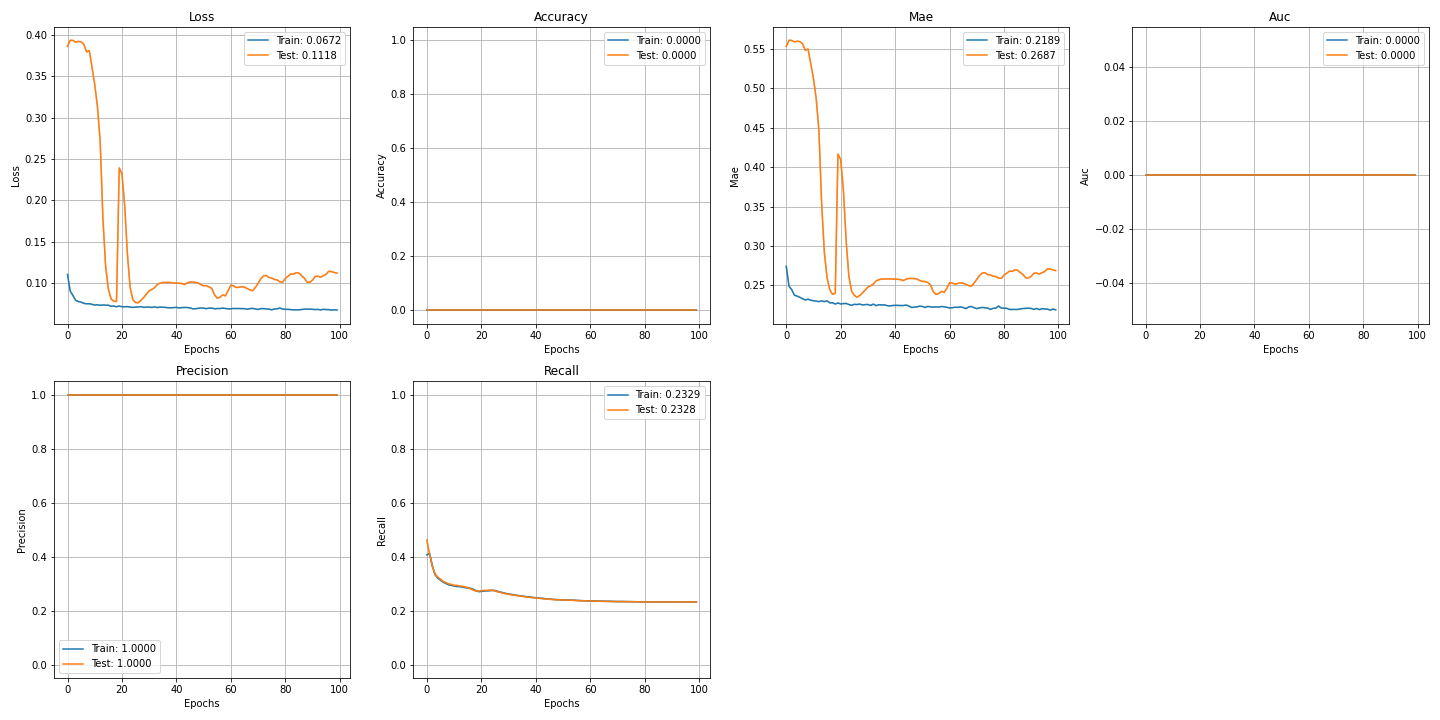 Loss
Train: 0.0672
Test: 0.1118
0.40
0.35
0.30
0.25
0.20
0.15
0.10
Loss
0 20 40 60 80 100
Epochs
Accuracy
Train: 0.0000
Test: 0.0000
1.0
0.8
0.6
0.4
0.2
0.0
Accuracy
0 20 40 60 80 100
Epochs
Mae
Train: 0.2189
Test: 0.2687
0.55
0.50
0.45
0.40
0.35
0.30
0.25
Mae
0 20 40 60 80 100
Epochs
Auc
Train: 0.0000
Test: 0.0000
0.04
0.02
0.00
−0.02
−0.04
Auc
0 20 40 60 80 100
Epochs
Precision
1.0
0.8
0.6
0.4
0.2
0.0
Precision
Train: 1.0000
Test: 1.0000
0 20 40 60 80 100
Epochs
Recall
Train: 0.2329
Test: 0.2328
1.0
0.8
0.6
0.4
0.2
0.0
Recall
0 20 40 60 80 100
Epochs